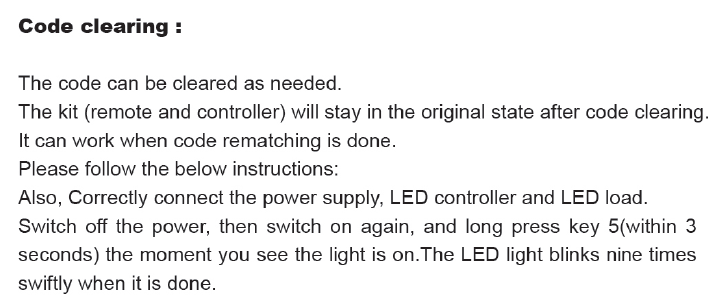 Code clearing :
The code can be cleared as needed.
The kit (remote and controller) will stay in the original state after code clearing.
It can work when code rematching is done.
Please follow the below instructions:
Also, Correctly connect the power supply, LED controller and LED load.
Switch off the power, then switch on again, and long press key 5(within 3
seconds) the moment you see the light is on.The LED light blinks nine times
swiftly when it is done.